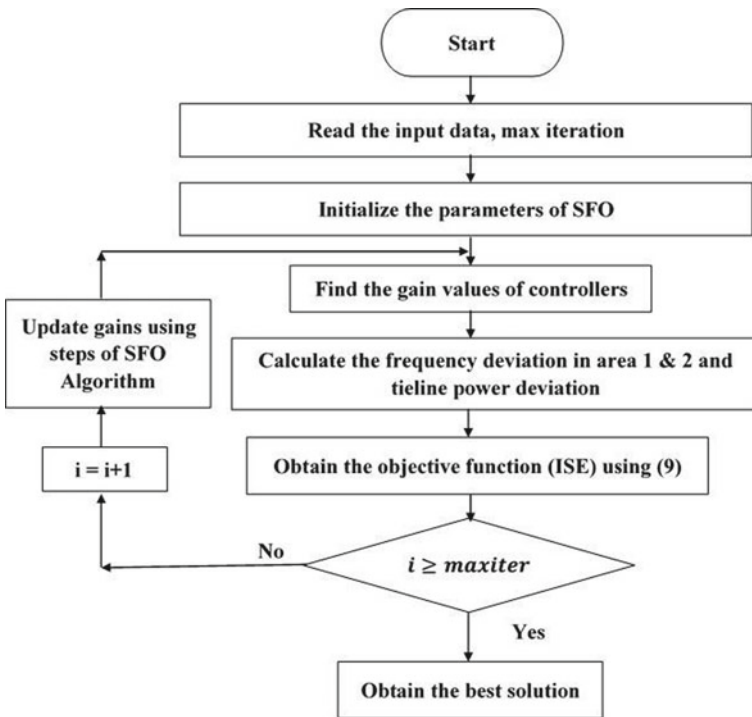 Start
Read the input data, max iteration
Initialize the parameters of SFO
Find the gain values of controllers
Update gains using
steps of SFO
Algorithm
Calculate the frequency deviation in area 1 & 2 and
tieline power deviation
i = i+1
Obtain the objective function (ISE) using (9)
No
i ≥ maxiter
Yes
Obtain the best solution